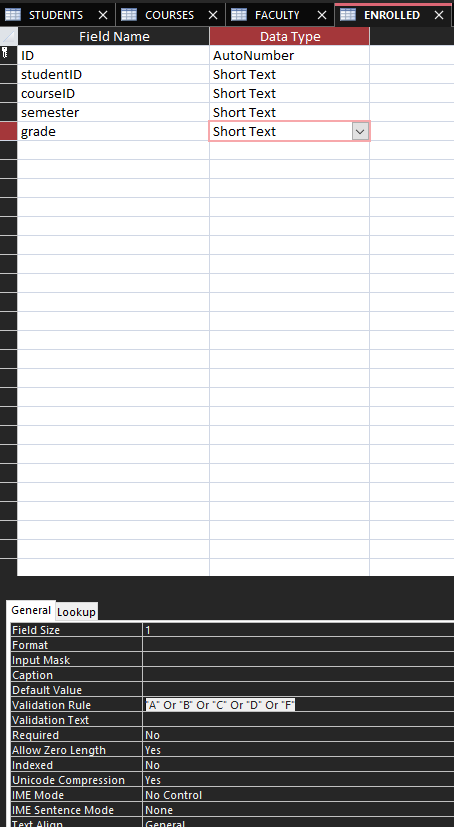 STUDENTS COURSES FACULTY ENROLLED
Field Name Data Type
ID AutoNumber
studentID Short Text
courseID Short Text
semester Short Text
grade Short Text
General Lookup
Field Size 1
Format
Input Mask
Caption
Default Value
Validation Rule "A" Or "B" Or "C" Or "D" Or "F"
Validation Text
Required No
Allow Zero Length Yes
Indexed No
Unicode Compression Yes
IME Mode No Control
IME Sentence Mode None
Text Align General